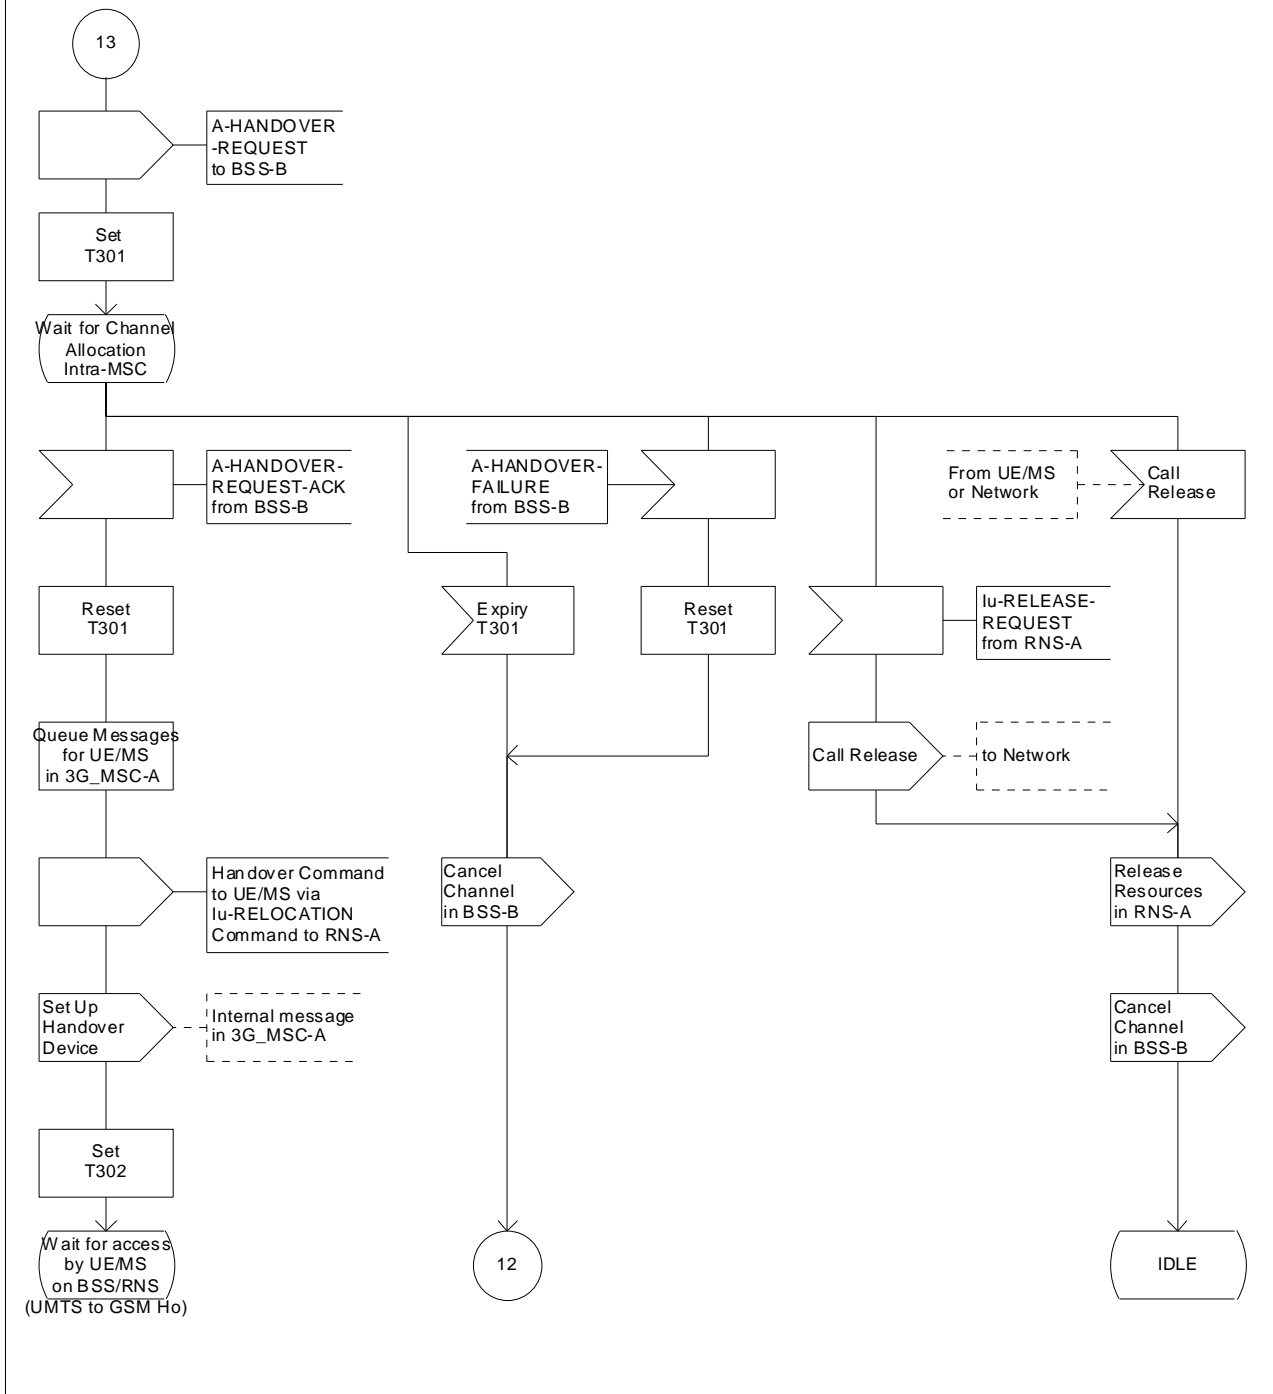 13
A-HANDOVER
-REQUEST
to BSS-B
Set
T301
Wait for Channel
Allocation
Intra-MSC
A-HANDOVER-
REQUEST-ACK
from BSS-B
A-HANDOVER-
FAILURE
from BSS-B
From UE/MS
or Network
Call
Release
Reset
T301
Expiry
T301
Reset
T301
Iu-RELEASE-
REQUEST
from RNS-A
Queue Messages
for UE/MS
in 3G_MSC-A
Call Release
to Network
Handover Command
to UE/MS via
Iu-RELOCATION
Command to RNS-A
Cancel
Channel
in BSS-B
Release
Resources
in RNS-A
Set Up
Handover
Device
Internal message
in 3G_MSC-A
Cancel
Channel
in BSS-B
Set
T302
Wait for access
by UE/MS
on BSS/RNS
(UMTS to GSM Ho)
12
IDLE